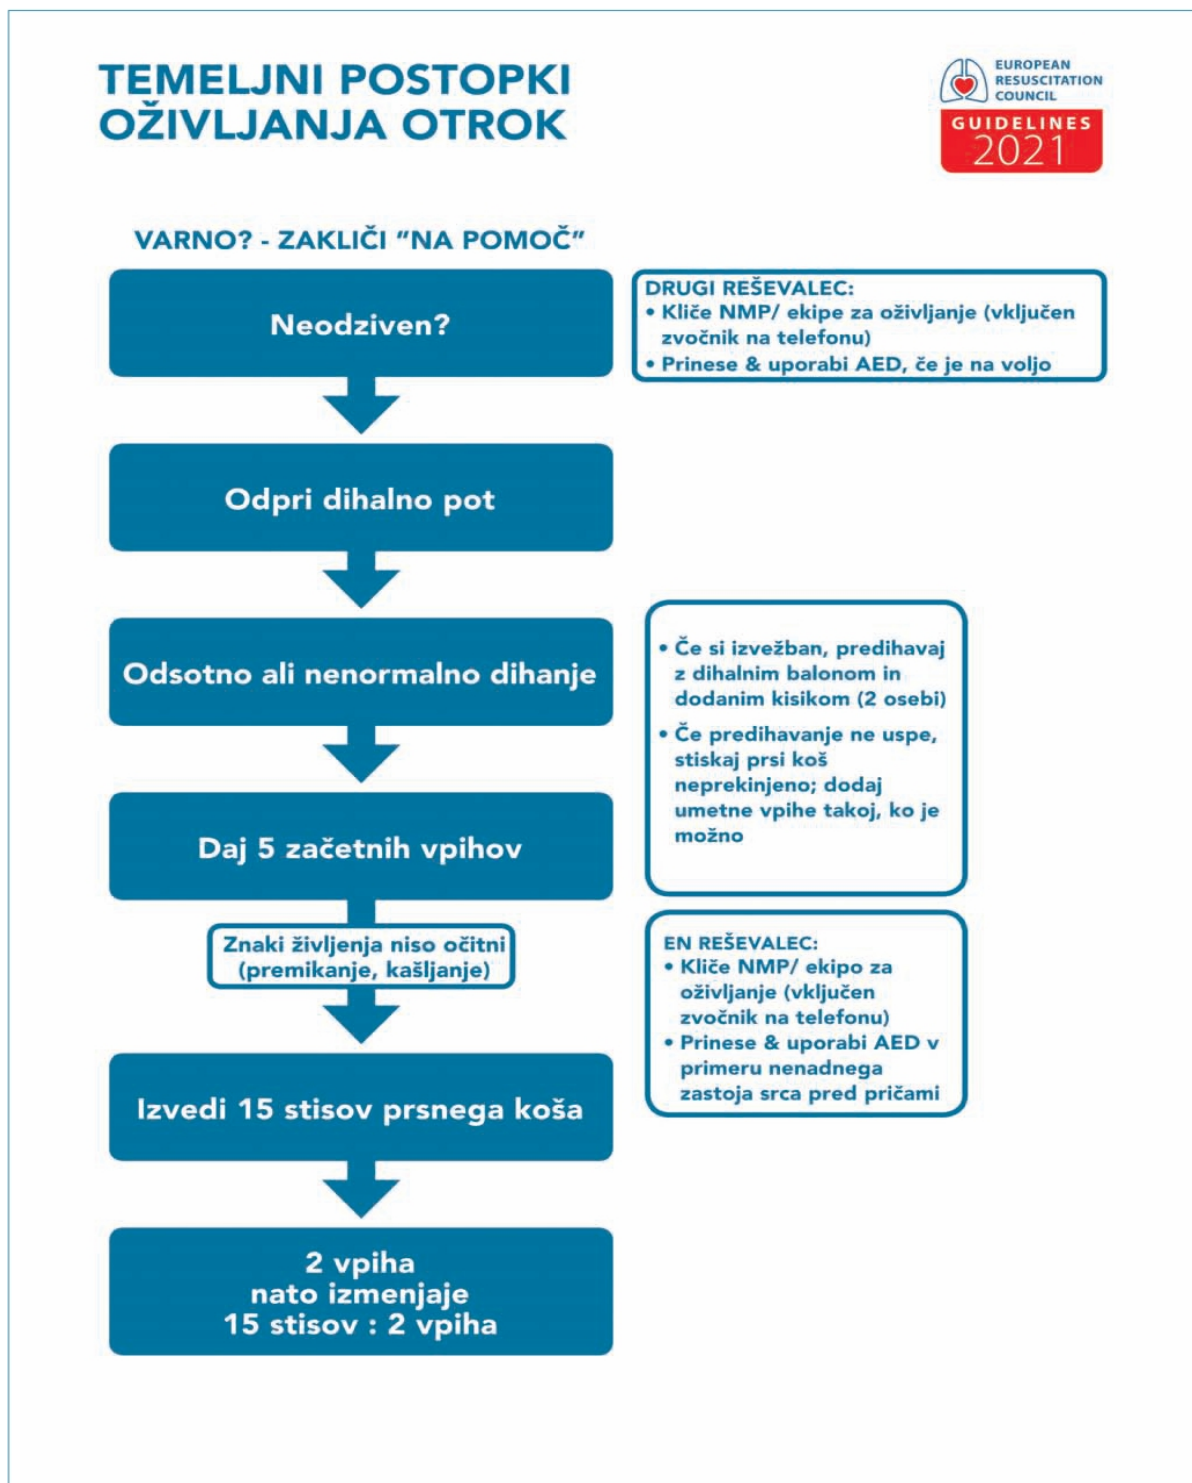 TEMELJNI POSTOPKI
OŽIVLJANJA OTROK
EUROPEAN
RESUSCITATION
COUNCIL
GUIDELINES
2021
VARNO? - ZAKLIČI "NA POMOČ"
Neodziven?
DRUGI REŠEVALEC:
• Kliče NMP/ ekipe za oživljanje (vključen
zvočnik na telefonu)
• Prinese & uporabi AED, če je na voljo
Odpri dihalno pot
Odsotno ali nenormalno dihanje
• Če si izvežban, predihavaj
z dihalnim balonom in
dodanim kisikom (2 osebi)
• Če predihavanje ne uspe,
stiskaj prsi koš
neprekinjeno; dodaj
umetne vpihe takoj, ko je
možno
Daj 5 začetnih vpihov
Znaki življenja niso očitni
(premikanje, kašljanje)
EN REŠEVALEC:
• Kliče NMP/ ekipo za
oživljanje (vključen
zvočnik na telefonu)
• Prinese & uporabi AED v
primeru nenadnega
zastoja srca pred pričami
Izvedi 15 stisov prsnega koša
2 vpiha
nato izmenjaje
15 stisov : 2 vpiha